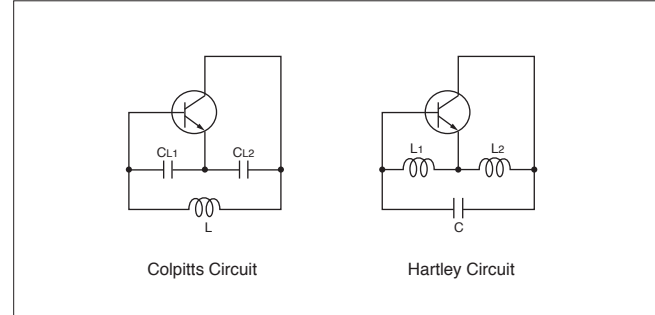 CL1 CL2
L
Colpitts Circuit
L1 L2
C
Hartley Circuit